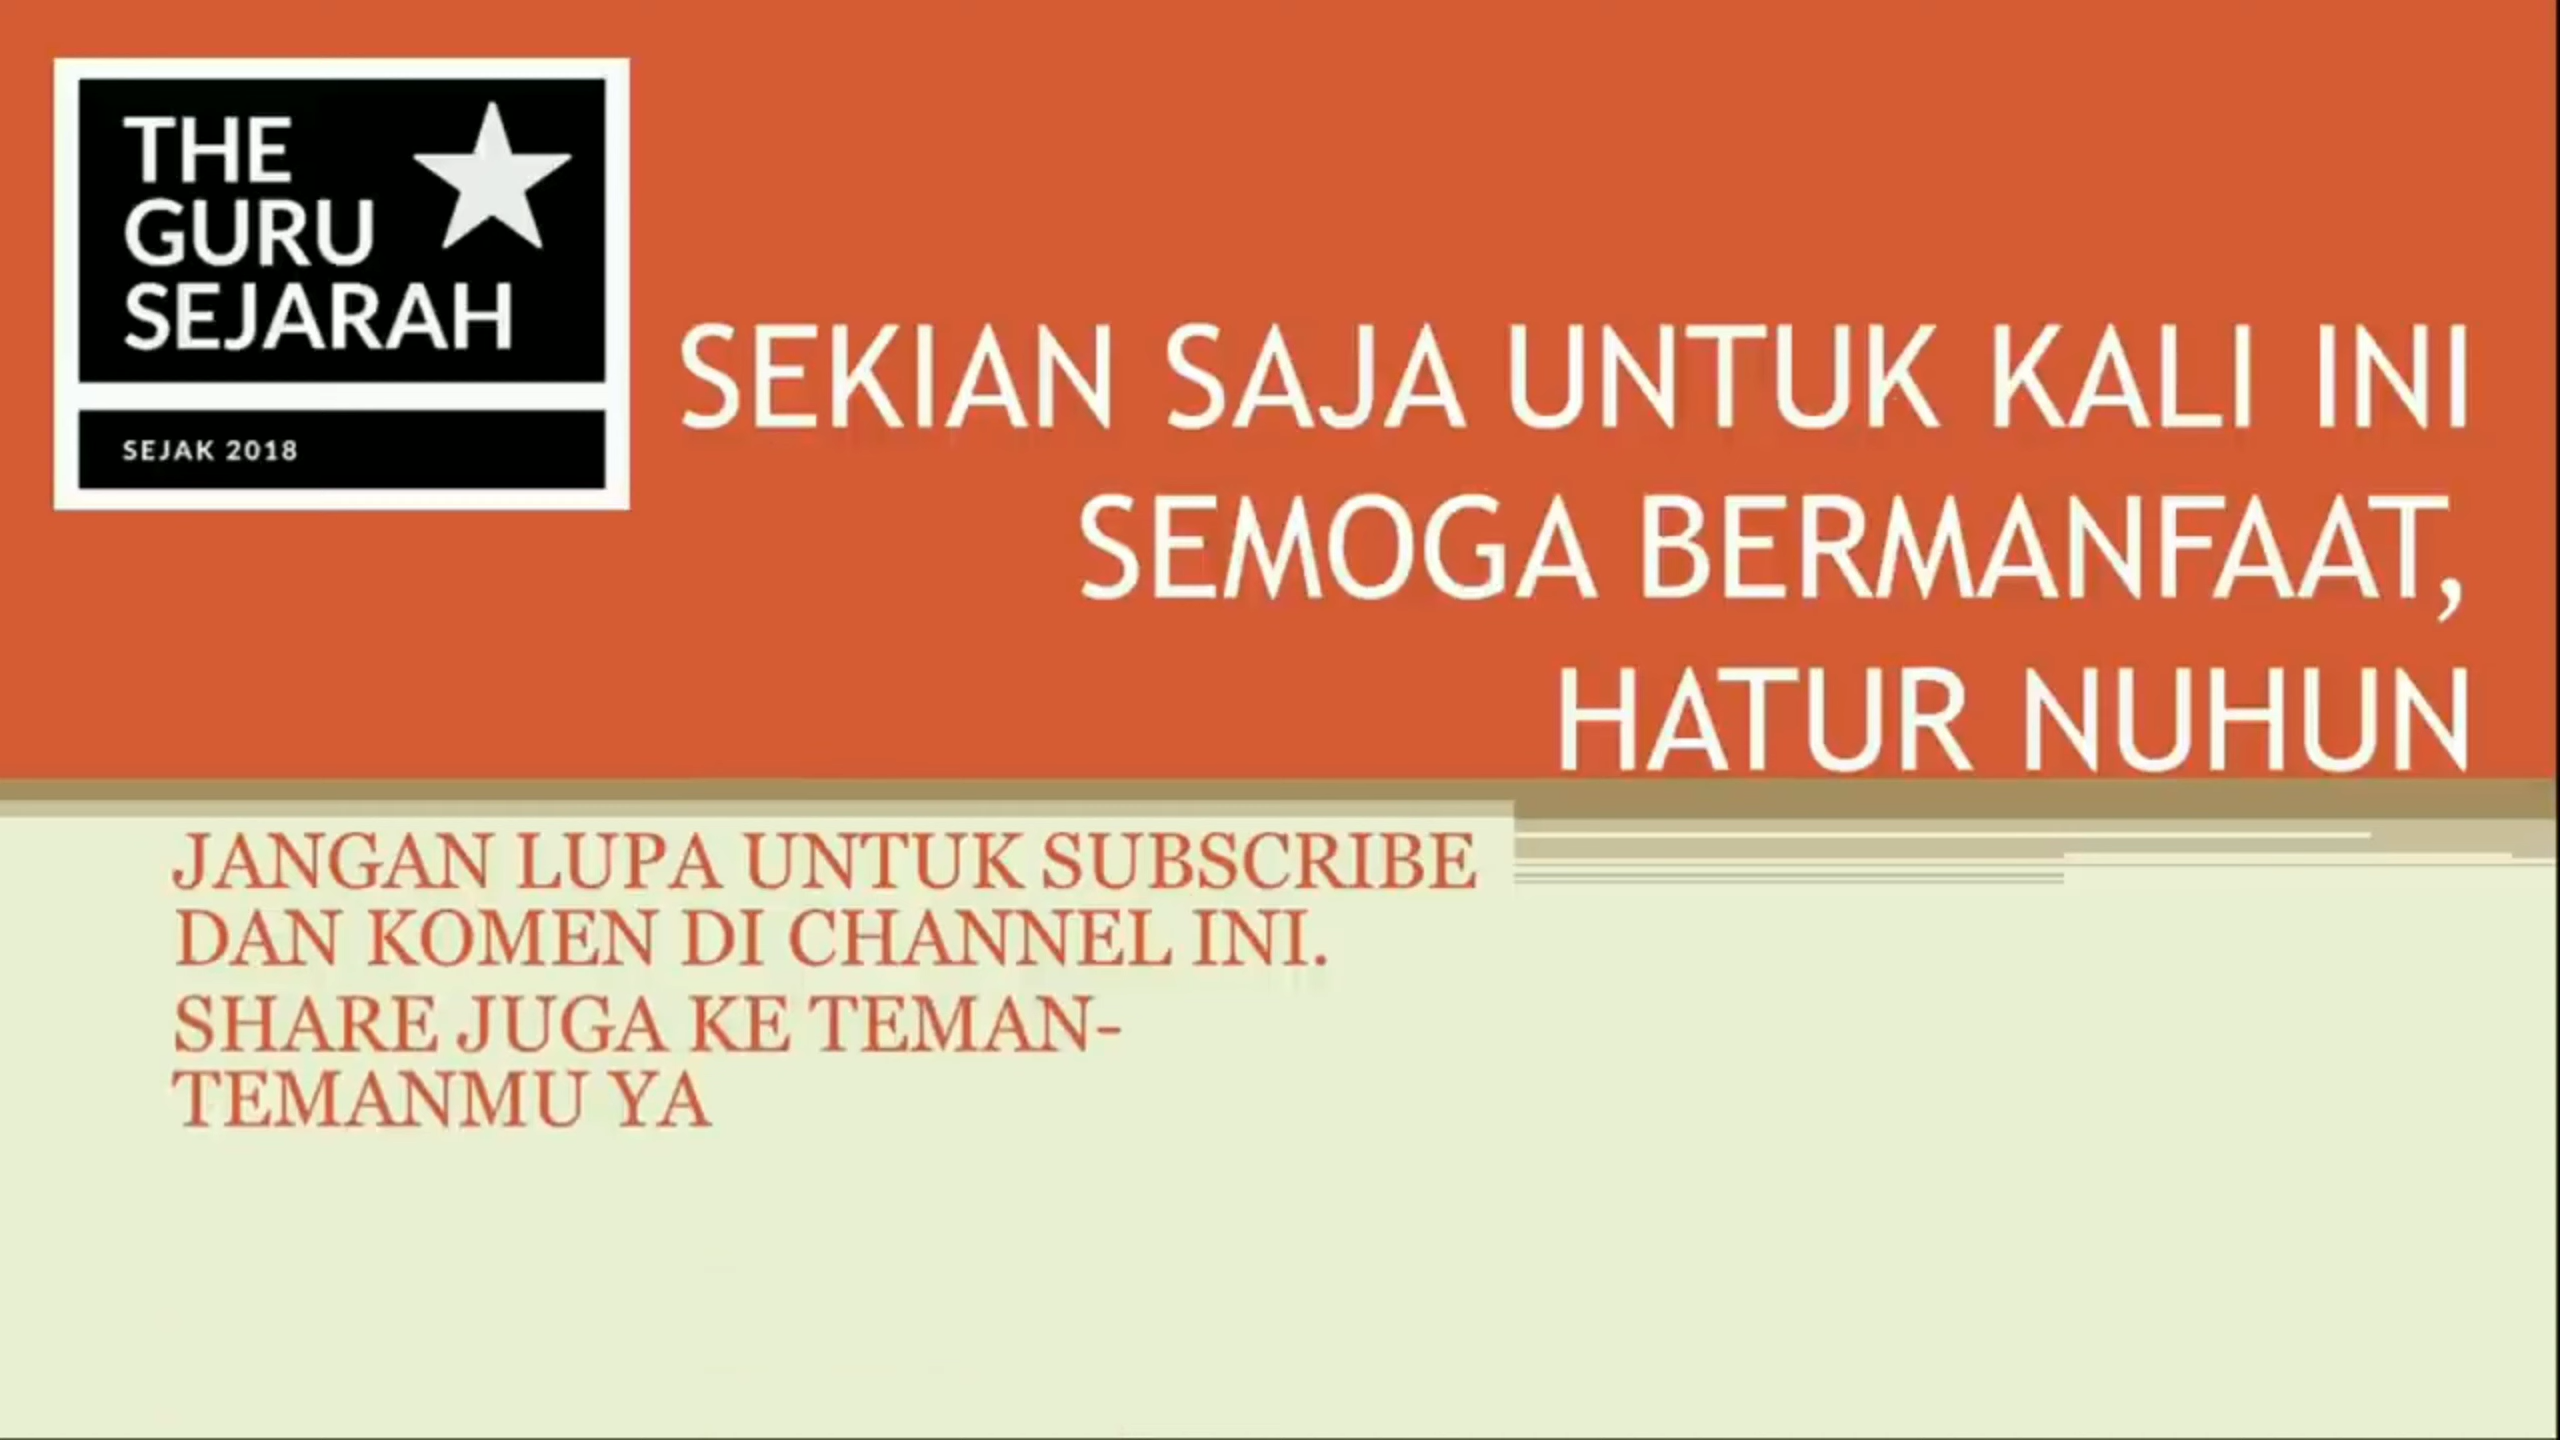 THE
GURU
SEJARAH
SEJAK 2018
SEKIAN SAJA UNTUK KALI INI
SEMOGA BERMANFAAT,
HATUR NUHUN
JANGAN LUPA UNTUK SUBSCRIBE
DAN KOMEN DI CHANNEL INI.
SHARE JUGA KE TEMAN-
TEMANMU YA